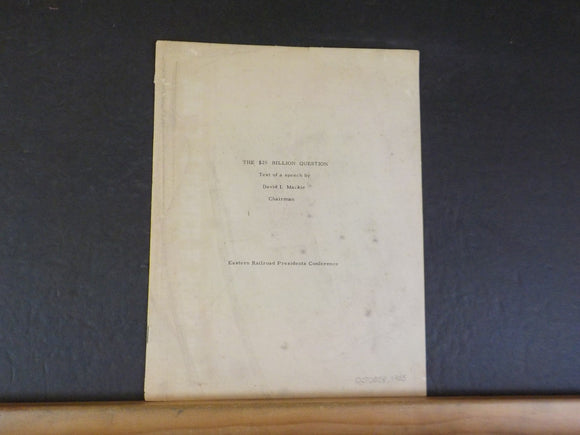 THE $25 BILLION QUESTION
Text of a speech by
David I. Mackie
Chairman
Eastern Railroad Presidents Conference
OCTOBER, 1965